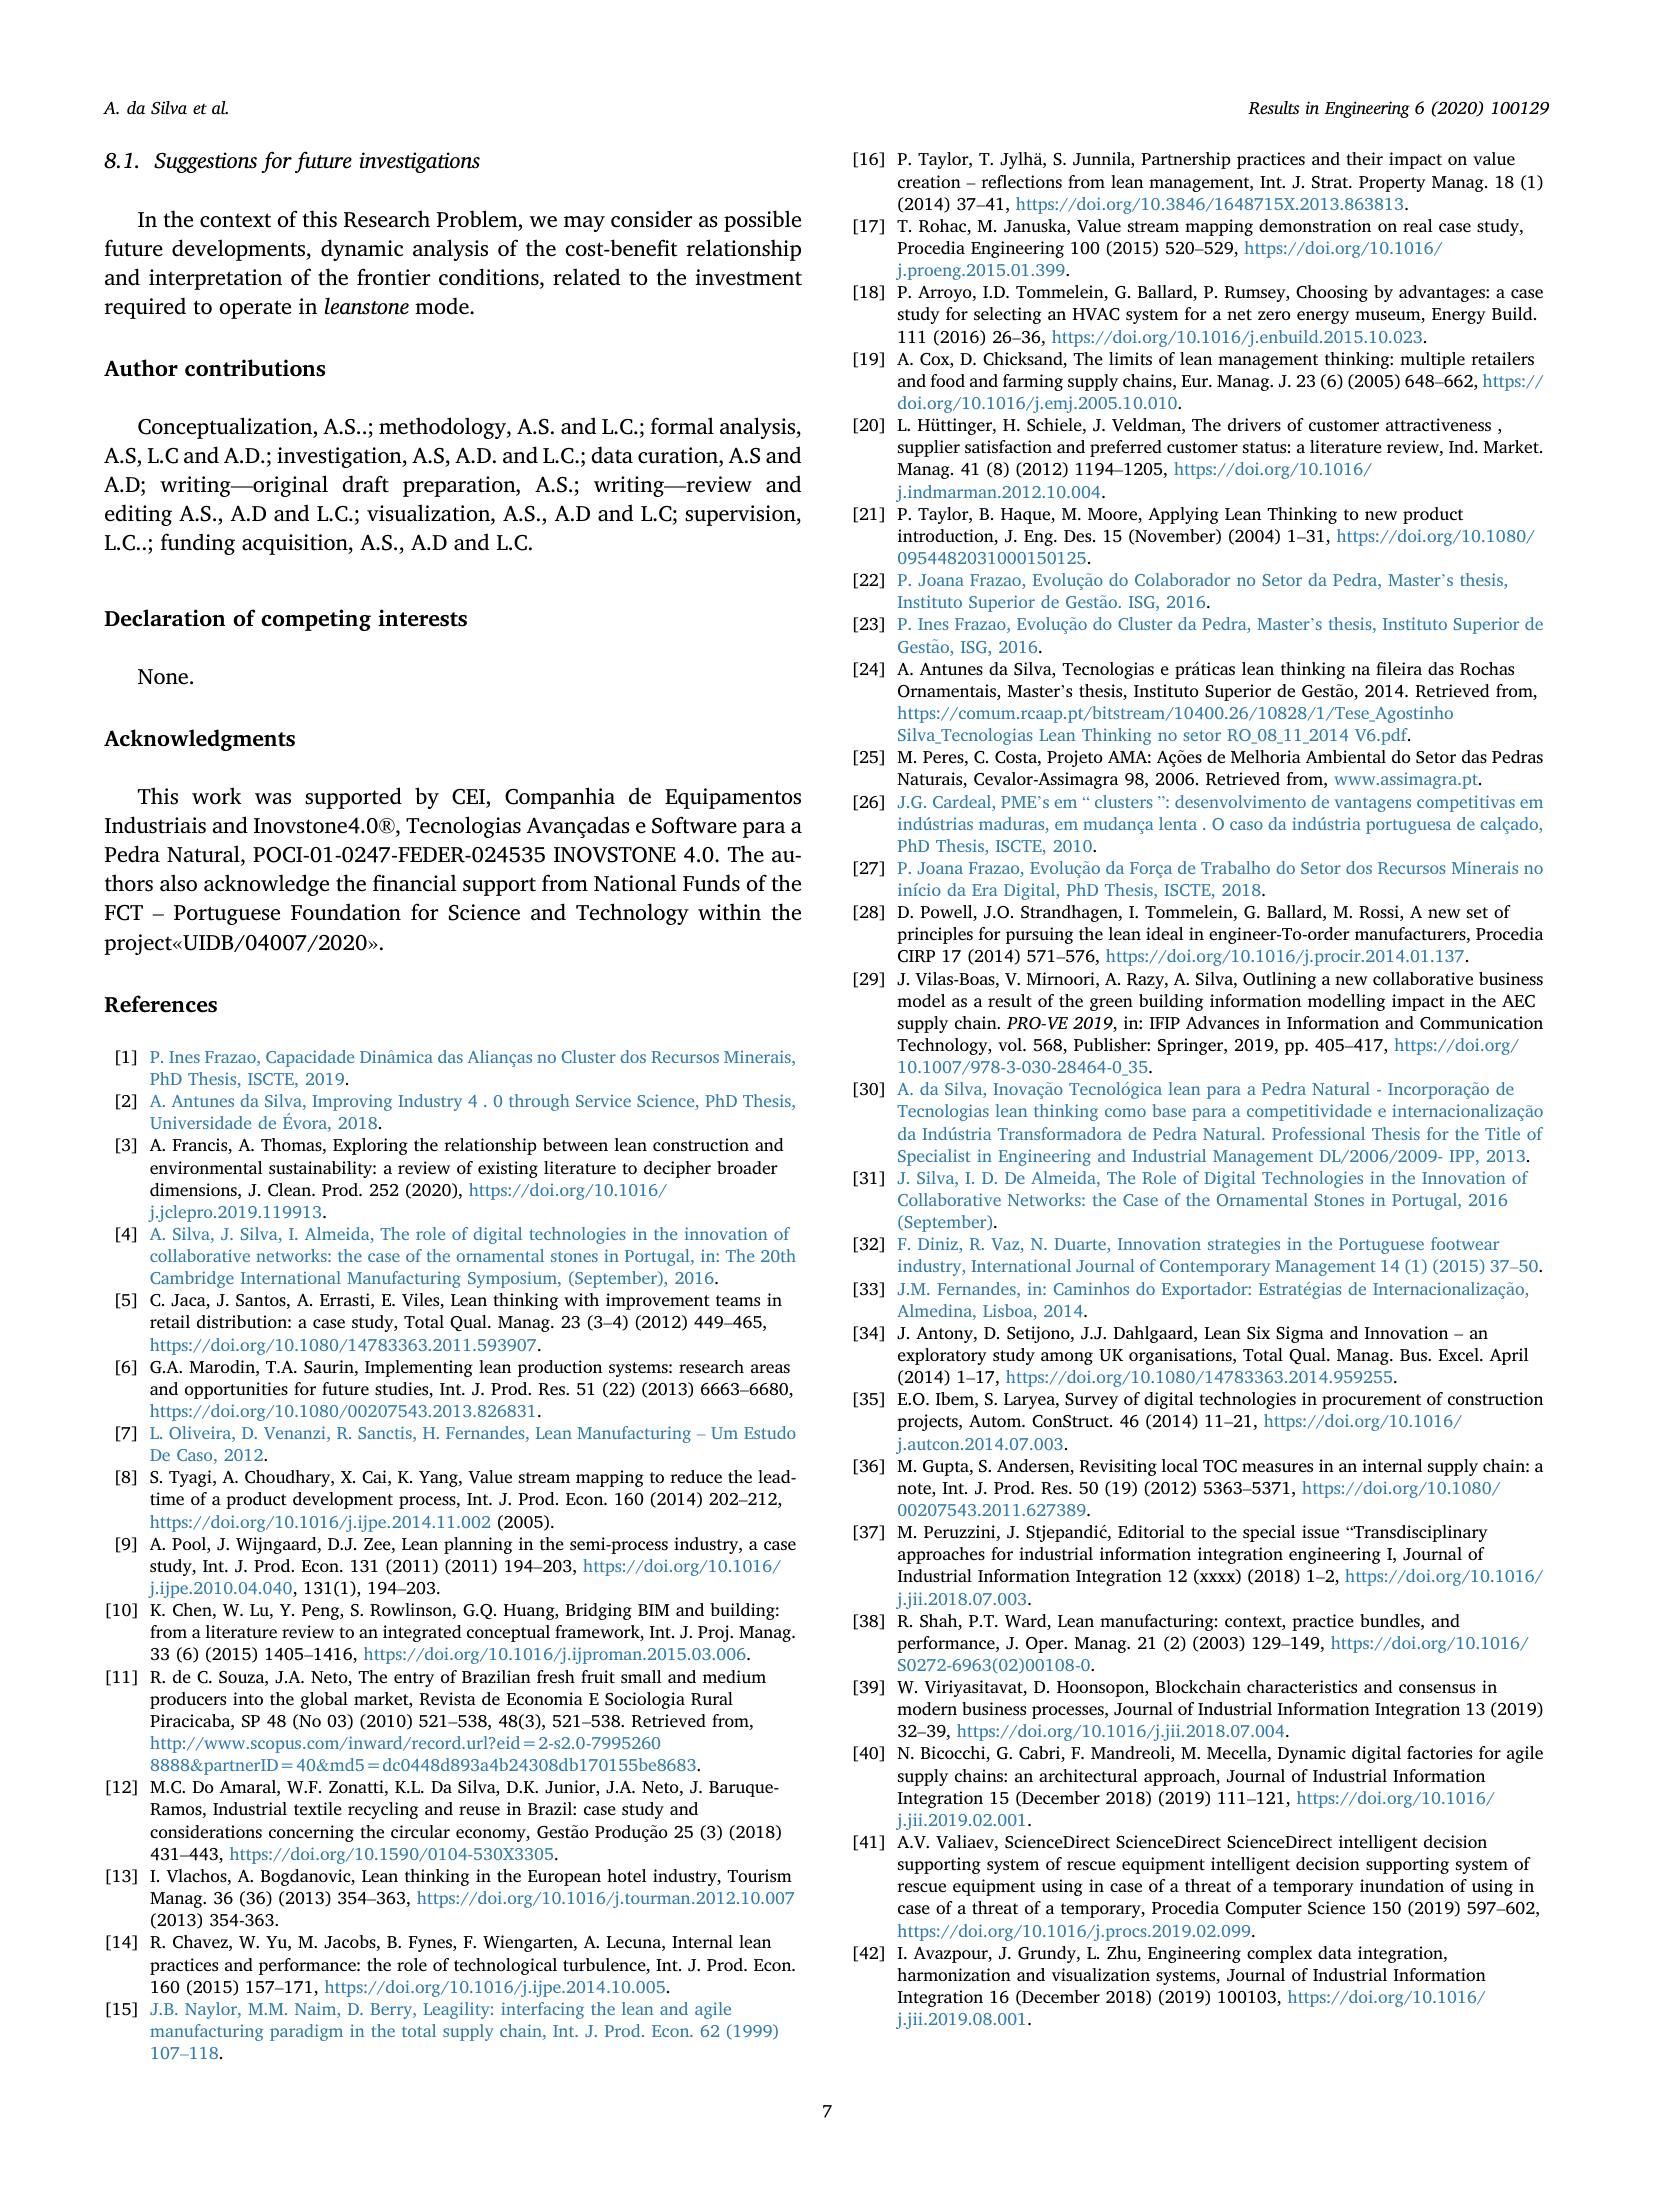 A. da Silva et al.
Results in Engineering 6 (2020) 100129
8.1. Suggestions for future investigations
In the context of this Research Problem, we may consider as possible
future developments, dynamic analysis of the cost-benefit relationship
and interpretation of the frontier conditions, related to the investment
required to operate in leanstone mode.
Author contributions
Conceptualization, A.S..; methodology, A.S. and L.C.; formal analysis,
A.S, L.C and A.D.; investigation, A.S, A.D. and L.C.; data curation, A.S and
A.D; writing—original draft preparation, A.S.; writing—review and
editing A.S., A.D and L.C.; visualization, A.S., A.D and L.C; supervision,
L.C..; funding acquisition, A.S., A.D and L.C.
Declaration of competing interests
None.
Acknowledgments
This work was supported by CEI, Companhia de Equipamentos
Industriais and Inovstone4.0®, Tecnologias Avançadas e Software para a
Pedra Natural, POCI-01-0247-FEDER-024535 INOVSTONE 4.0. The au-
thors also acknowledge the financial support from National Funds of the
FCT – Portuguese Foundation for Science and Technology within the
project«UIDB/04007/2020».
References
[1] P. Ines Frazao, Capacidade Dinâmica das Alianças no Cluster dos Recursos Minerais,
PhD Thesis, ISCTE, 2019.
[2] A. Antunes da Silva, Improving Industry 4 . 0 through Service Science, PhD Thesis,
Universidade de Évora, 2018.
[3] A. Francis, A. Thomas, Exploring the relationship between lean construction and
environmental sustainability: a review of existing literature to decipher broader
dimensions, J. Clean. Prod. 252 (2020), https://doi.org/10.1016/
j.jclepro.2019.119913.
[4] A. Silva, J. Silva, I. Almeida, The role of digital technologies in the innovation of
collaborative networks: the case of the ornamental stones in Portugal, in: The 20th
Cambridge International Manufacturing Symposium, (September), 2016.
[5] C. Jaca, J. Santos, A. Errasti, E. Viles, Lean thinking with improvement teams in
retail distribution: a case study, Total Qual. Manag. 23 (3–4) (2012) 449–465,
https://doi.org/10.1080/14783363.2011.593907.
[6] G.A. Marodin, T.A. Saurin, Implementing lean production systems: research areas
and opportunities for future studies, Int. J. Prod. Res. 51 (22) (2013) 6663–6680,
https://doi.org/10.1080/00207543.2013.826831.
[7] L. Oliveira, D. Venanzi, R. Sanctis, H. Fernandes, Lean Manufacturing – Um Estudo
De Caso, 2012.
[8] S. Tyagi, A. Choudhary, X. Cai, K. Yang, Value stream mapping to reduce the lead-
time of a product development process, Int. J. Prod. Econ. 160 (2014) 202–212,
https://doi.org/10.1016/j.ijpe.2014.11.002 (2005).
[9] A. Pool, J. Wijngaard, D.J. Zee, Lean planning in the semi-process industry, a case
study, Int. J. Prod. Econ. 131 (2011) (2011) 194–203, https://doi.org/10.1016/
j.ijpe.2010.04.040, 131(1), 194–203.
[10] K. Chen, W. Lu, Y. Peng, S. Rowlinson, G.Q. Huang, Bridging BIM and building:
from a literature review to an integrated conceptual framework, Int. J. Proj. Manag.
33 (6) (2015) 1405–1416, https://doi.org/10.1016/j.ijproman.2015.03.006.
[11] R. de C. Souza, J.A. Neto, The entry of Brazilian fresh fruit small and medium
producers into the global market, Revista de Economia E Sociologia Rural
Piracicaba, SP 48 (No 03) (2010) 521–538, 48(3), 521–538. Retrieved from,
http://www.scopus.com/inward/record.url?eid=2-s2.0-7995260
8888&partnerID=40&md5=dc0448d893a4b24308db170155be8683.
[12] M.C. Do Amaral, W.F. Zonatti, K.L. Da Silva, D.K. Junior, J.A. Neto, J. Baruque-
Ramos, Industrial textile recycling and reuse in Brazil: case study and
considerations concerning the circular economy, Gestão Produção 25 (3) (2018)
431–443, https://doi.org/10.1590/0104-530X3305.
[13] I. Vlachos, A. Bogdanovic, Lean thinking in the European hotel industry, Tourism
Manag. 36 (36) (2013) 354–363, https://doi.org/10.1016/j.tourman.2012.10.007
(2013) 354-363.
[14] R. Chavez, W. Yu, M. Jacobs, B. Fynes, F. Wiengarten, A. Lecuna, Internal lean
practices and performance: the role of technological turbulence, Int. J. Prod. Econ.
160 (2015) 157–171, https://doi.org/10.1016/j.ijpe.2014.10.005.
[15] J.B. Naylor, M.M. Naim, D. Berry, Leagility: interfacing the lean and agile
manufacturing paradigm in the total supply chain, Int. J. Prod. Econ. 62 (1999)
107–118.
[16] P. Taylor, T. Jylhä, S. Junnila, Partnership practices and their impact on value
creation – reflections from lean management, Int. J. Strat. Property Manag. 18 (1)
(2014) 37–41, https://doi.org/10.3846/1648715X.2013.863813.
[17] T. Rohac, M. Januska, Value stream mapping demonstration on real case study,
Procedia Engineering 100 (2015) 520–529, https://doi.org/10.1016/
j.proeng.2015.01.399.
[18] P. Arroyo, I.D. Tommelein, G. Ballard, P. Rumsey, Choosing by advantages: a case
study for selecting an HVAC system for a net zero energy museum, Energy Build.
111 (2016) 26–36, https://doi.org/10.1016/j.enbuild.2015.10.023.
[19] A. Cox, D. Chicksand, The limits of lean management thinking: multiple retailers
and food and farming supply chains, Eur. Manag. J. 23 (6) (2005) 648–662, https://
doi.org/10.1016/j.emj.2005.10.010.
[20] L. Hüttinger, H. Schiele, J. Veldman, The drivers of customer attractiveness ,
supplier satisfaction and preferred customer status: a literature review, Ind. Market.
Manag. 41 (8) (2012) 1194–1205, https://doi.org/10.1016/
j.indmarman.2012.10.004.
[21] P. Taylor, B. Haque, M. Moore, Applying Lean Thinking to new product
introduction, J. Eng. Des. 15 (November) (2004) 1–31, https://doi.org/10.1080/
0954482031000150125.
[22] P. Joana Frazao, Evolução do Colaborador no Setor da Pedra, Master's thesis,
Instituto Superior de Gestão. ISG, 2016.
[23] P. Ines Frazao, Evolução do Cluster da Pedra, Master's thesis, Instituto Superior de
Gestão, ISG, 2016.
[24] A. Antunes da Silva, Tecnologias e práticas lean thinking na fileira das Rochas
Ornamentais, Master's thesis, Instituto Superior de Gestão, 2014. Retrieved from,
https://comum.rcaap.pt/bitstream/10400.26/10828/1/Tese_Agostinho
Silva_Tecnologias Lean Thinking no setor RO_08_11_2014 V6.pdf.
[25] M. Peres, C. Costa, Projeto AMA: Ações de Melhoria Ambiental do Setor das Pedras
Naturais, Cevalor-Assimagra 98, 2006. Retrieved from, www.assimagra.pt.
[26] J.G. Cardeal, PME's em “ clusters ”: desenvolvimento de vantagens competitivas em
indústrias maduras, em mudança lenta . O caso da indústria portuguesa de calçado,
PhD Thesis, ISCTE, 2010.
[27] P. Joana Frazao, Evolução da Força de Trabalho do Setor dos Recursos Minerais no
início da Era Digital, PhD Thesis, ISCTE, 2018.
[28] D. Powell, J.O. Strandhagen, I. Tommelein, G. Ballard, M. Rossi, A new set of
principles for pursuing the lean ideal in engineer-To-order manufacturers, Procedia
CIRP 17 (2014) 571–576, https://doi.org/10.1016/j.procir.2014.01.137.
[29] J. Vilas-Boas, V. Mirnoori, A. Razy, A. Silva, Outlining a new collaborative business
model as a result of the green building information modelling impact in the AEC
supply chain. PRO-VE 2019, in: IFIP Advances in Information and Communication
Technology, vol. 568, Publisher: Springer, 2019, pp. 405–417, https://doi.org/
10.1007/978-3-030-28464-0_35.
[30] A. da Silva, Inovação Tecnológica lean para a Pedra Natural - Incorporação de
Tecnologias lean thinking como base para a competitividade e internacionalização
da Indústria Transformadora de Pedra Natural. Professional Thesis for the Title of
Specialist in Engineering and Industrial Management DL/2006/2009- IPP, 2013.
[31] J. Silva, I. D. De Almeida, The Role of Digital Technologies in the Innovation of
Collaborative Networks: the Case of the Ornamental Stones in Portugal, 2016
(September).
[32] F. Diniz, R. Vaz, N. Duarte, Innovation strategies in the Portuguese footwear
industry, International Journal of Contemporary Management 14 (1) (2015) 37–50.
[33] J.M. Fernandes, in: Caminhos do Exportador: Estratégias de Internacionalização,
Almedina, Lisboa, 2014.
[34] J. Antony, D. Setijono, J.J. Dahlgaard, Lean Six Sigma and Innovation – an
exploratory study among UK organisations, Total Qual. Manag. Bus. Excel. April
(2014) 1–17, https://doi.org/10.1080/14783363.2014.959255.
[35] E.O. Ibem, S. Laryea, Survey of digital technologies in procurement of construction
projects, Autom. ConStruct. 46 (2014) 11–21, https://doi.org/10.1016/
j.autcon.2014.07.003.
[36] M. Gupta, S. Andersen, Revisiting local TOC measures in an internal supply chain: a
note, Int. J. Prod. Res. 50 (19) (2012) 5363–5371, https://doi.org/10.1080/
00207543.2011.627389.
[37] M. Peruzzini, J. Stjepandić, Editorial to the special issue “Transdisciplinary
approaches for industrial information integration engineering I, Journal of
Industrial Information Integration 12 (xxxx) (2018) 1–2, https://doi.org/10.1016/
j.jii.2018.07.003.
[38] R. Shah, P.T. Ward, Lean manufacturing: context, practice bundles, and
performance, J. Oper. Manag. 21 (2) (2003) 129–149, https://doi.org/10.1016/
S0272-6963(02)00108-0.
[39] W. Viriyasitavat, D. Hoonsopon, Blockchain characteristics and consensus in
modern business processes, Journal of Industrial Information Integration 13 (2019)
32–39, https://doi.org/10.1016/j.jii.2018.07.004.
[40] N. Bicocchi, G. Cabri, F. Mandreoli, M. Mecella, Dynamic digital factories for agile
supply chains: an architectural approach, Journal of Industrial Information
Integration 15 (December 2018) (2019) 111–121, https://doi.org/10.1016/
j.jii.2019.02.001.
[41] A.V. Valiaev, ScienceDirect ScienceDirect ScienceDirect intelligent decision
supporting system of rescue equipment intelligent decision supporting system of
rescue equipment using in case of a threat of a temporary inundation of using in
case of a threat of a temporary, Procedia Computer Science 150 (2019) 597–602,
https://doi.org/10.1016/j.procs.2019.02.099.
[42] I. Avazpour, J. Grundy, L. Zhu, Engineering complex data integration,
harmonization and visualization systems, Journal of Industrial Information
Integration 16 (December 2018) (2019) 100103, https://doi.org/10.1016/
j.jii.2019.08.001.
7